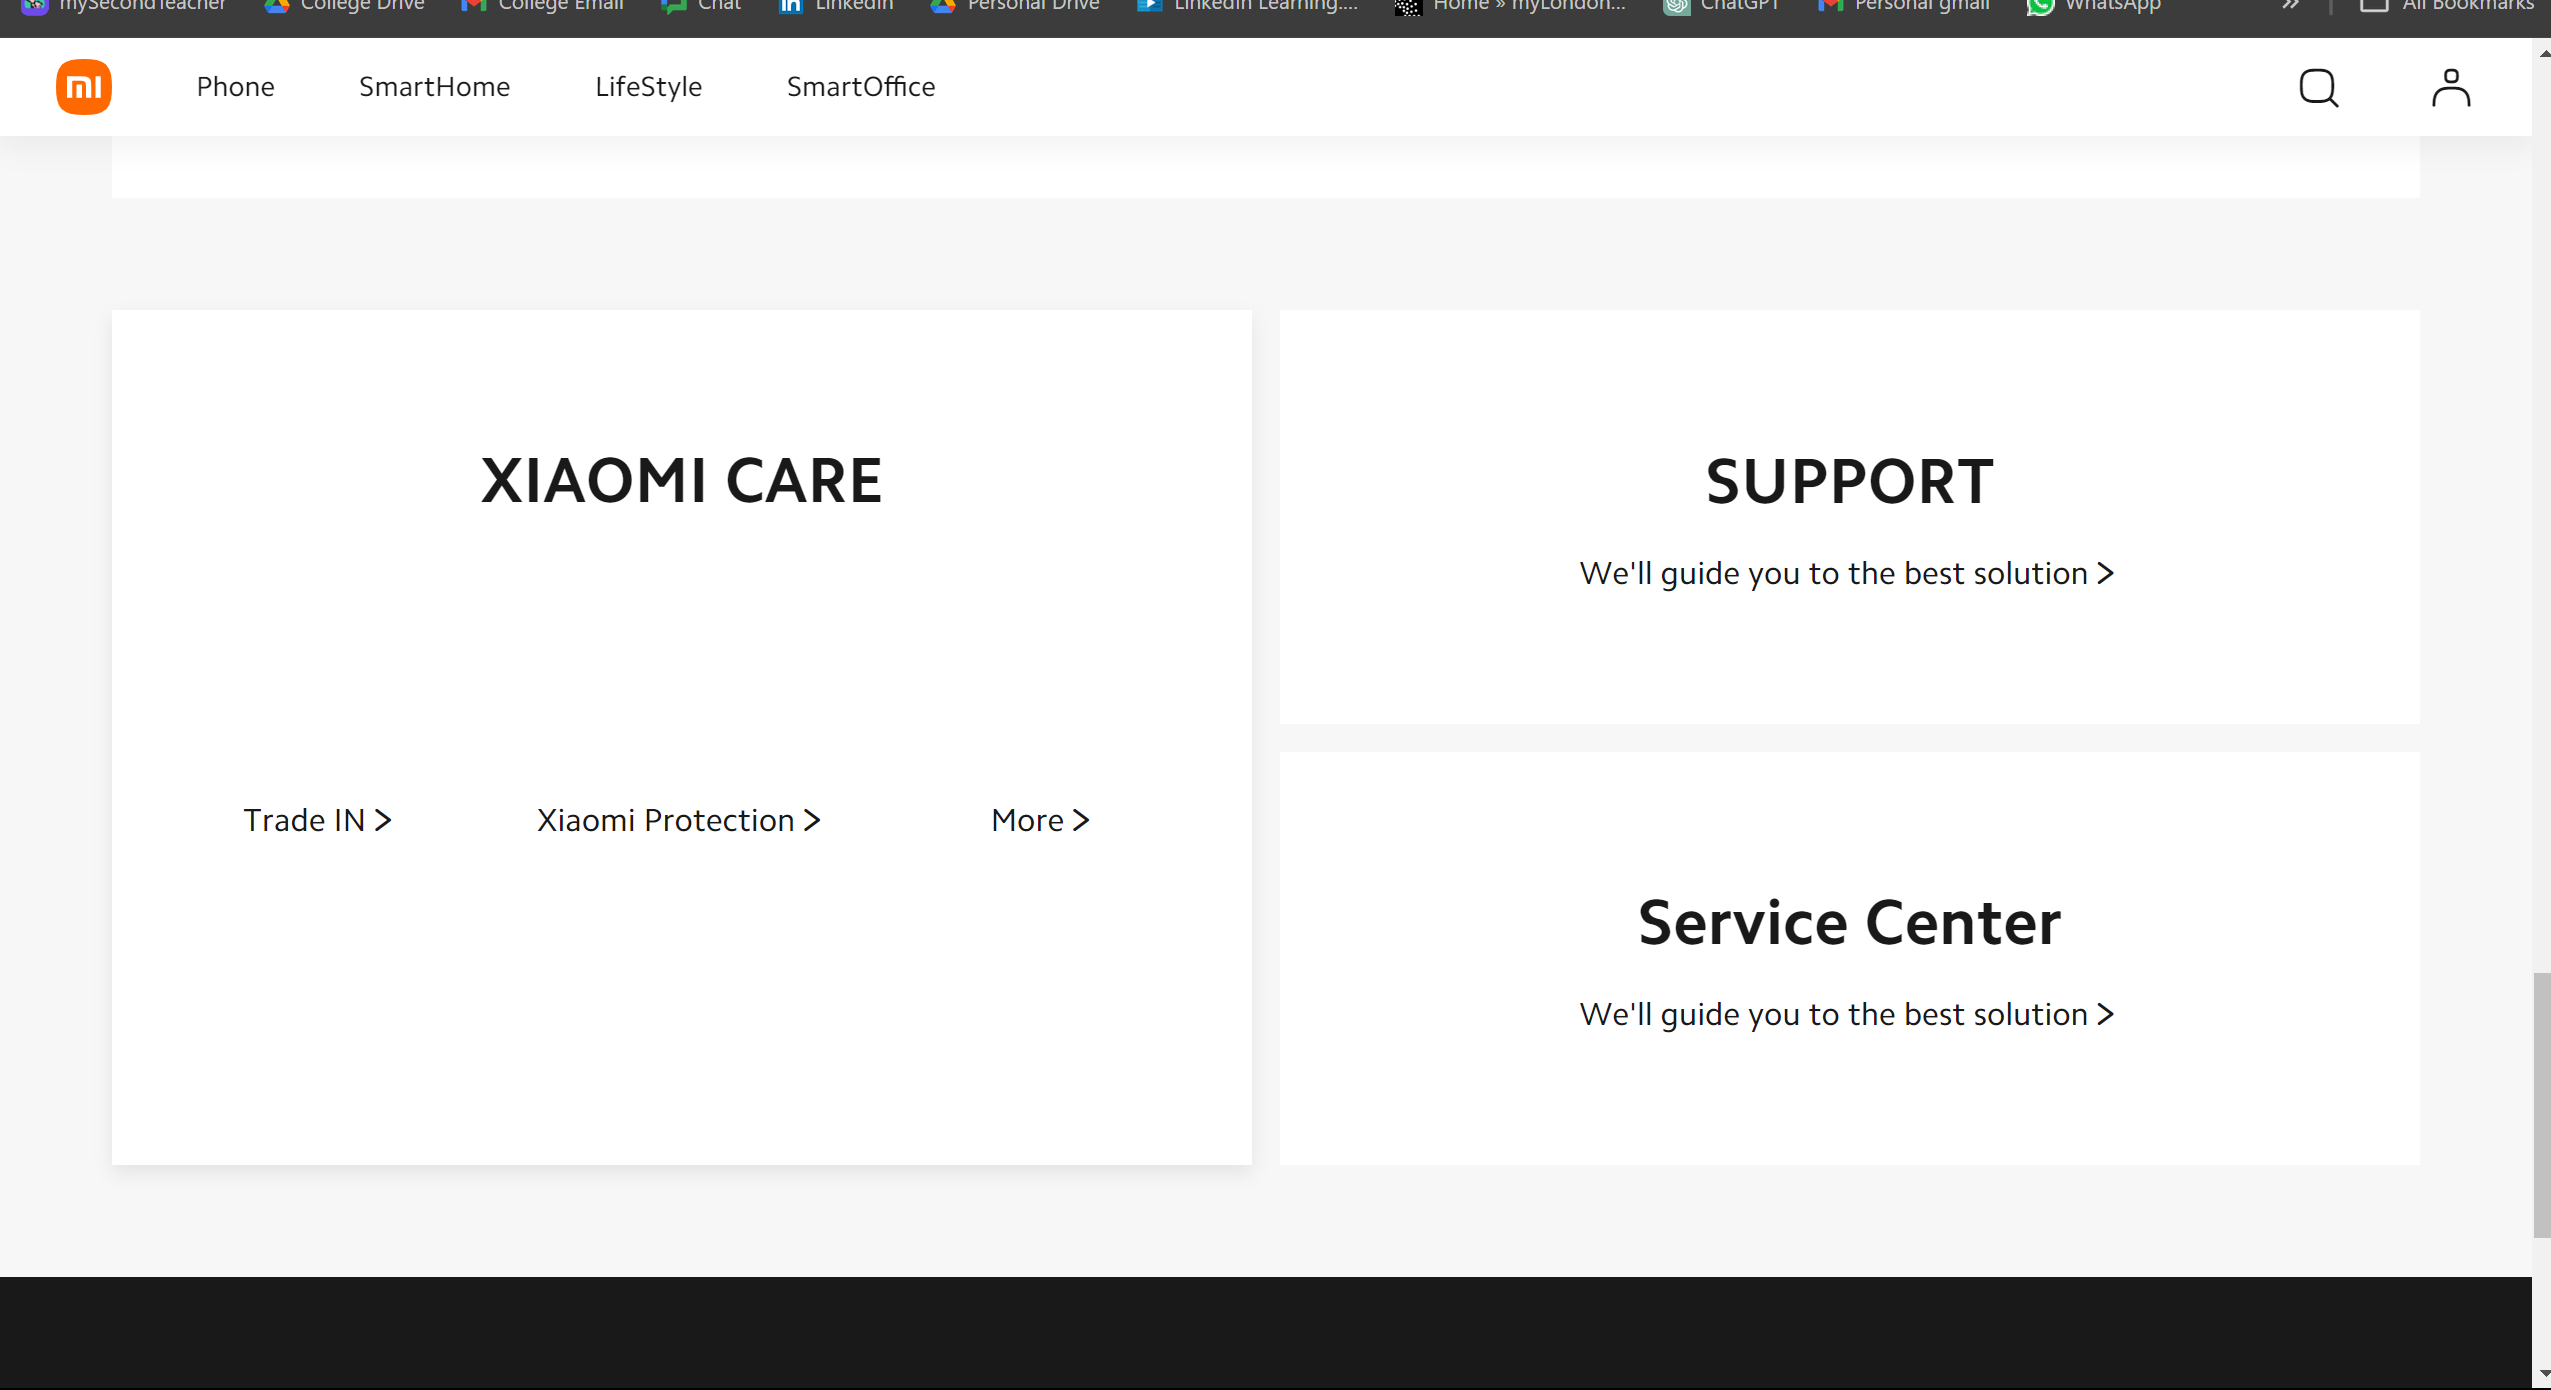 mySecondTeacher College Drive College Email Chat LinkedIn Personal Drive LinkedIn Learning.... Home » myLondon... ChatGPT Personal gmail WhatsApp » All Bookmarks
mi Phone SmartHome LifeStyle SmartOffice
XIAOMI CARE
Trade IN > Xiaomi Protection > More >
SUPPORT
We'll guide you to the best solution >
Service Center
We'll guide you to the best solution >